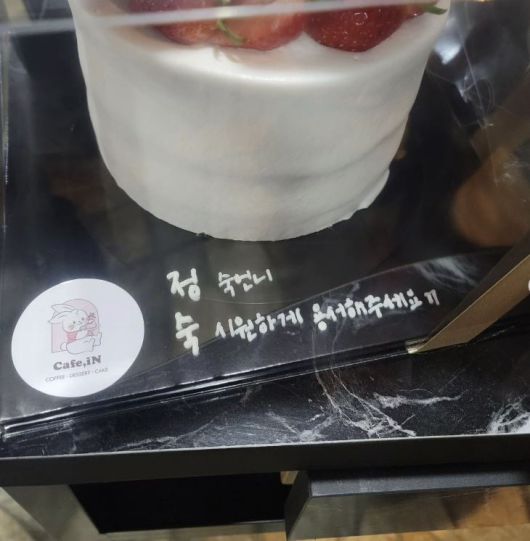 정 숙언니
숙 시원하게 용서해주세요ㅠ
Cafe,iN
COFFEE · DESSERT · CAKE